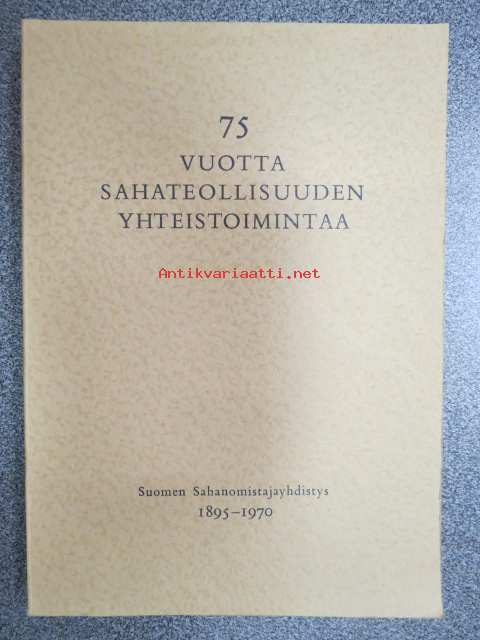 75
VUOTTA
SAHATEOLLISUUDEN
YHTEISTOIMINTAA
Antikvariaatti.net
Suomen Sahanomistajayhdistys
1895–1970